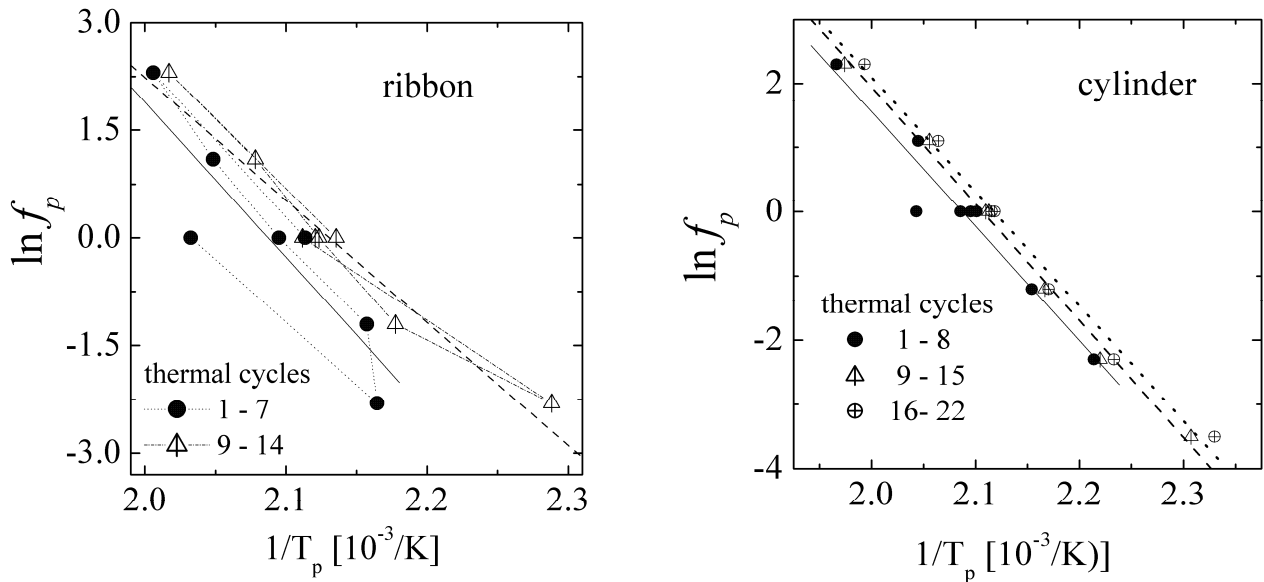 3.0
1.5
0.0
-1.5
-3.0
ln f_p
ribbon
thermal cycles
1 - 7
9 - 14
2.0 2.1 2.2 2.3
1/T_p [10^-3/K]
2
0
-2
-4
ln f_p
cylinder
thermal cycles
1 - 8
9 - 15
16- 22
2.0 2.1 2.2 2.3
1/T_p [10^-3/K)]